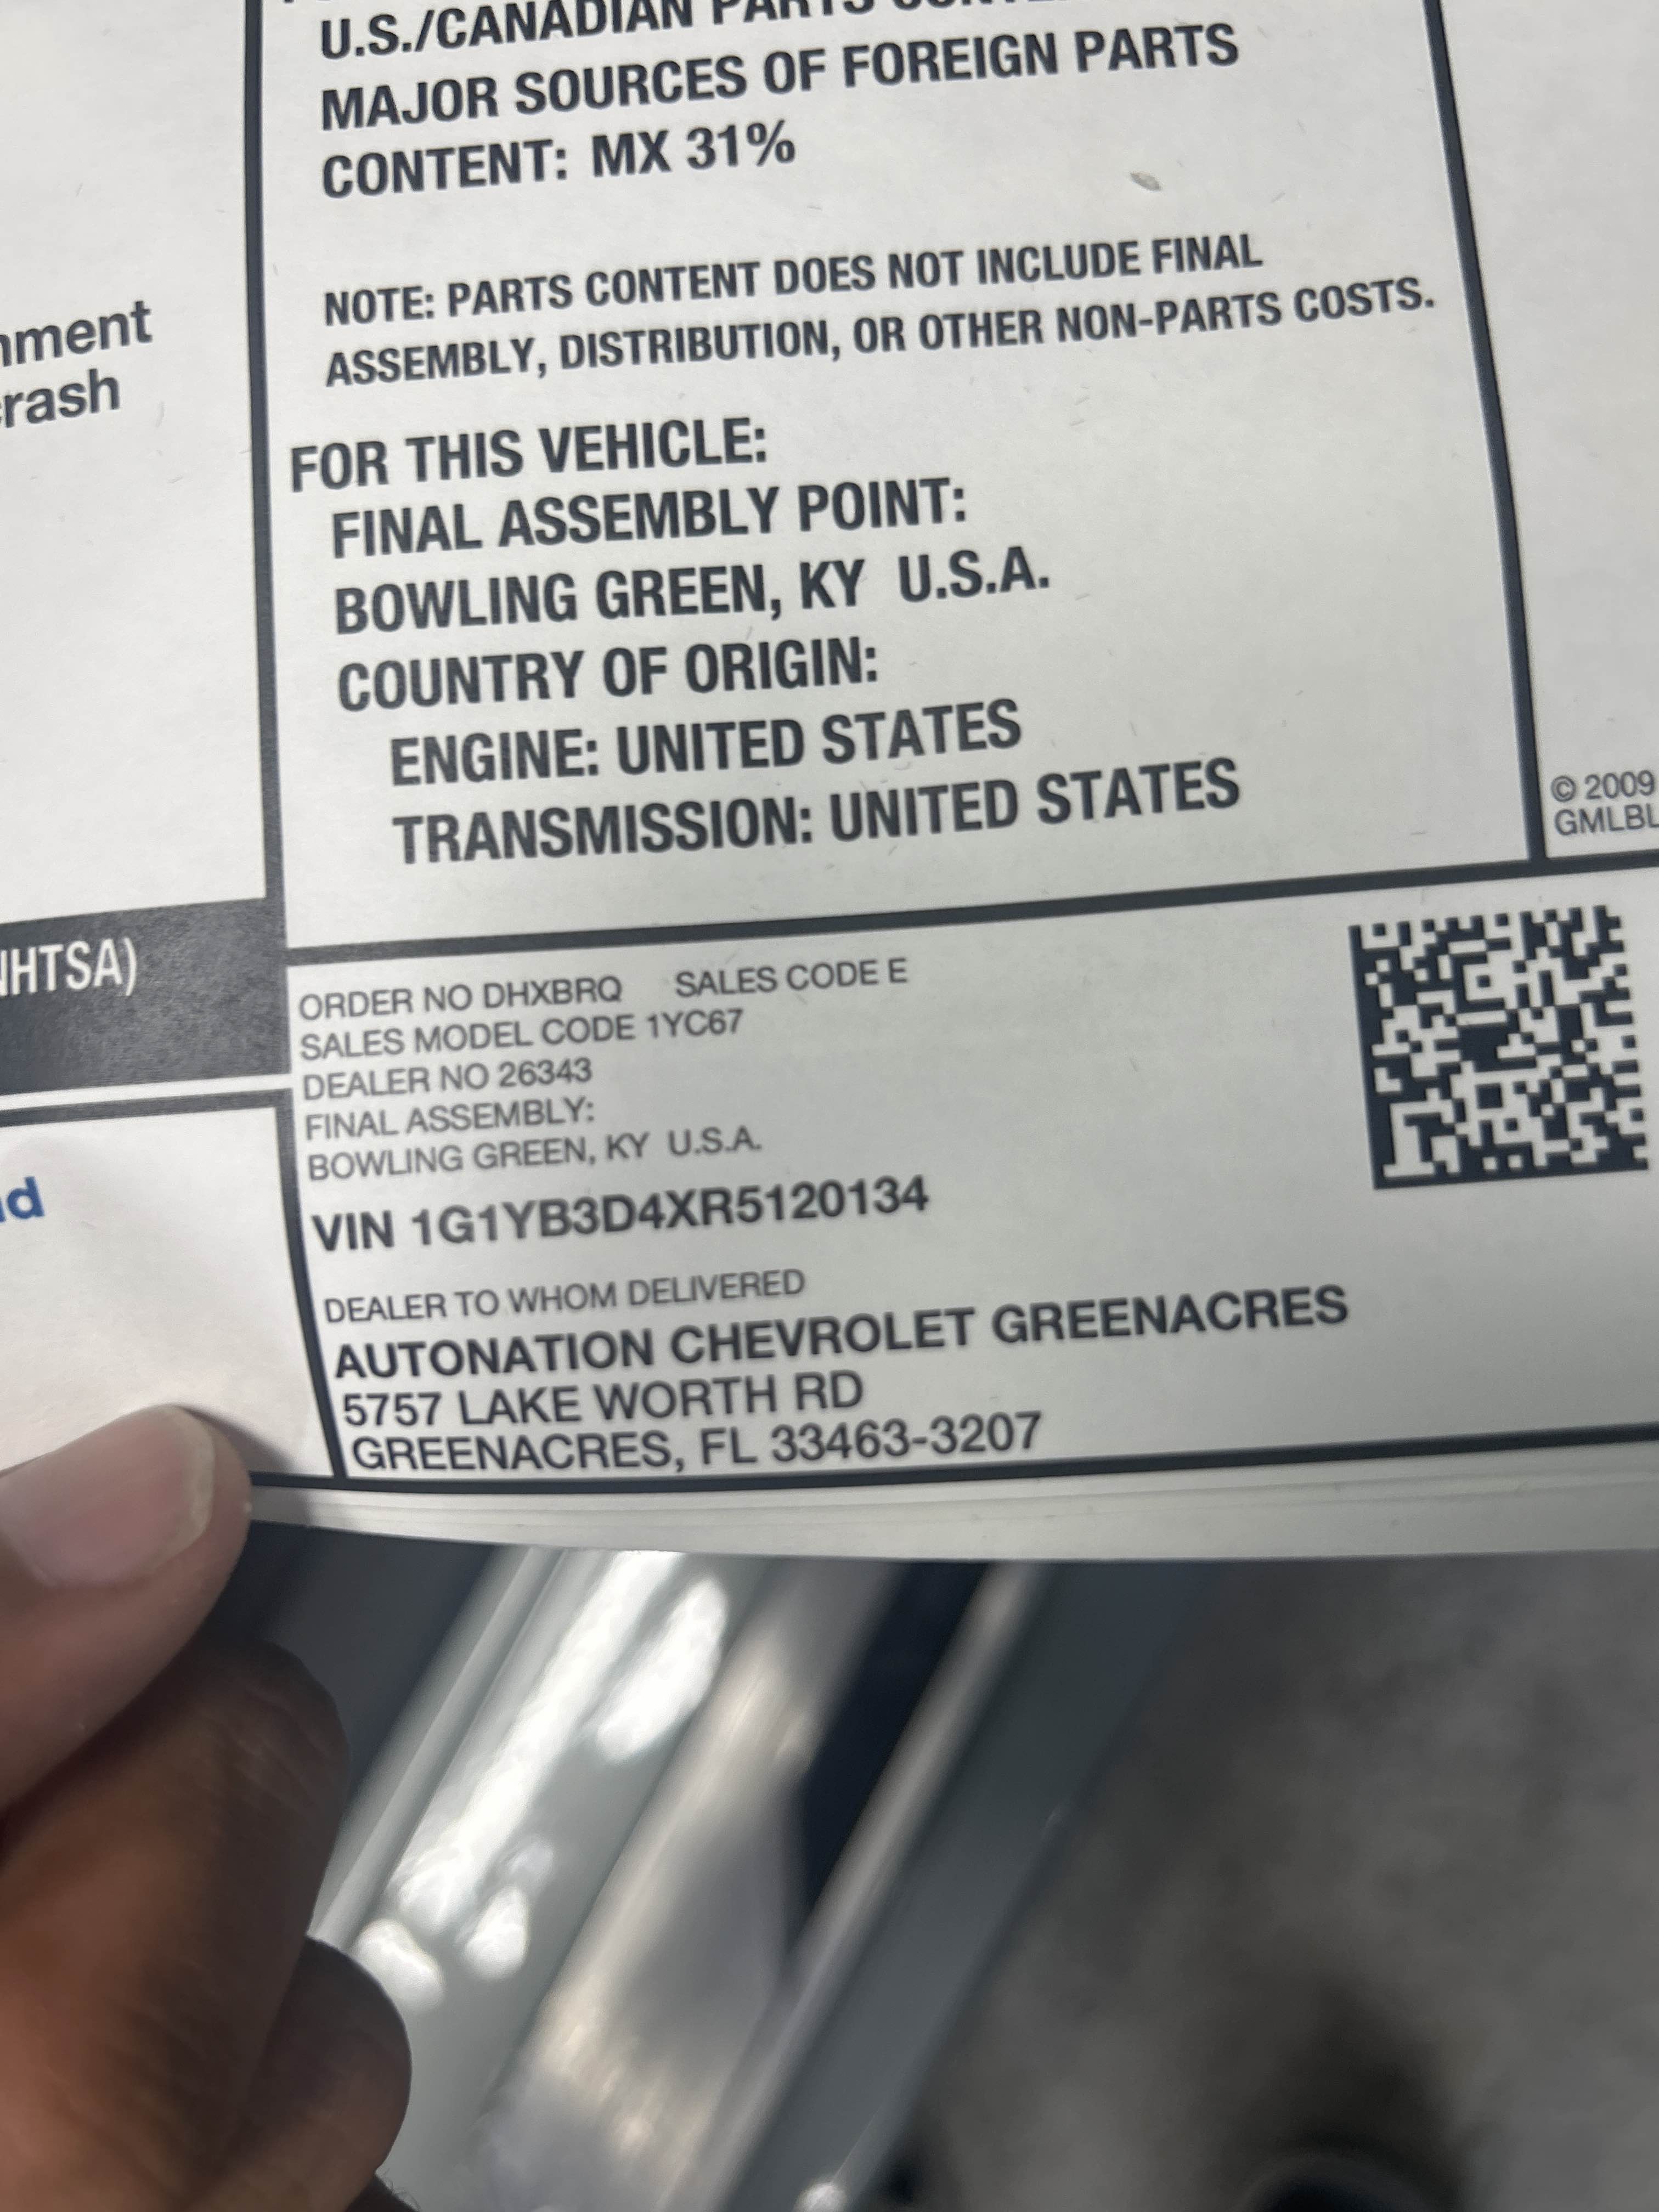 U.S./CANADIAN PARTS
MAJOR SOURCES OF FOREIGN PARTS
CONTENT: MX 31%
NOTE: PARTS CONTENT DOES NOT INCLUDE FINAL
ASSEMBLY, DISTRIBUTION, OR OTHER NON-PARTS COSTS.
nment
rash
FOR THIS VEHICLE:
FINAL ASSEMBLY POINT:
BOWLING GREEN, KY U.S.A.
COUNTRY OF ORIGIN:
ENGINE: UNITED STATES
TRANSMISSION: UNITED STATES
© 2009
GMLBL
NHTSA)
ORDER NO DHXBRQ SALES CODE E
SALES MODEL CODE 1YC67
DEALER NO 26343
FINAL ASSEMBLY:
BOWLING GREEN, KY U.S.A.
VIN 1G1YB3D4XR5120134
DEALER TO WHOM DELIVERED
AUTONATION CHEVROLET GREENACRES
5757 LAKE WORTH RD
GREENACRES, FL 33463-3207